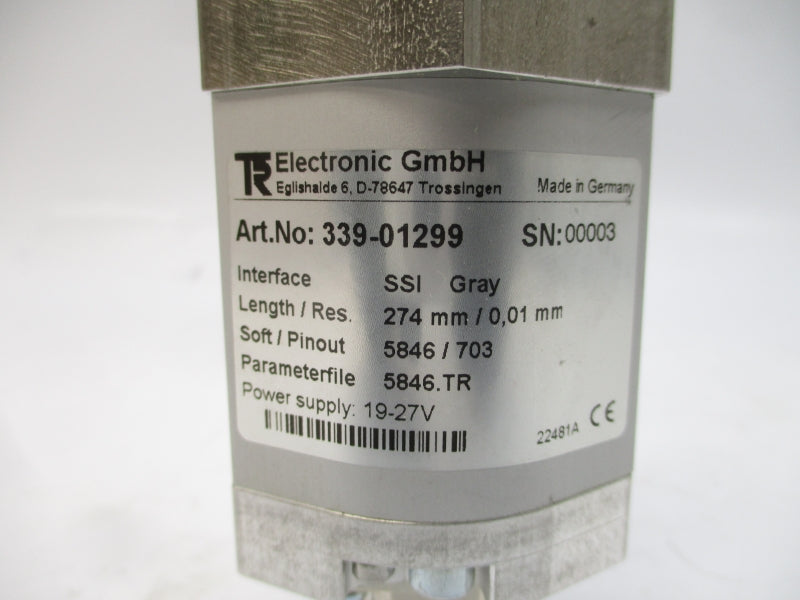 TR Electronic GmbH
Eglishalde 6, D-78647 Trossingen Made in Germany
Art.No: 339-01299 SN: 00003
Interface SSI Gray
Length / Res. 274 mm / 0,01 mm
Soft / Pinout 5846 / 703
Parameterfile 5846.TR
Power supply: 19-27V
22481A CE